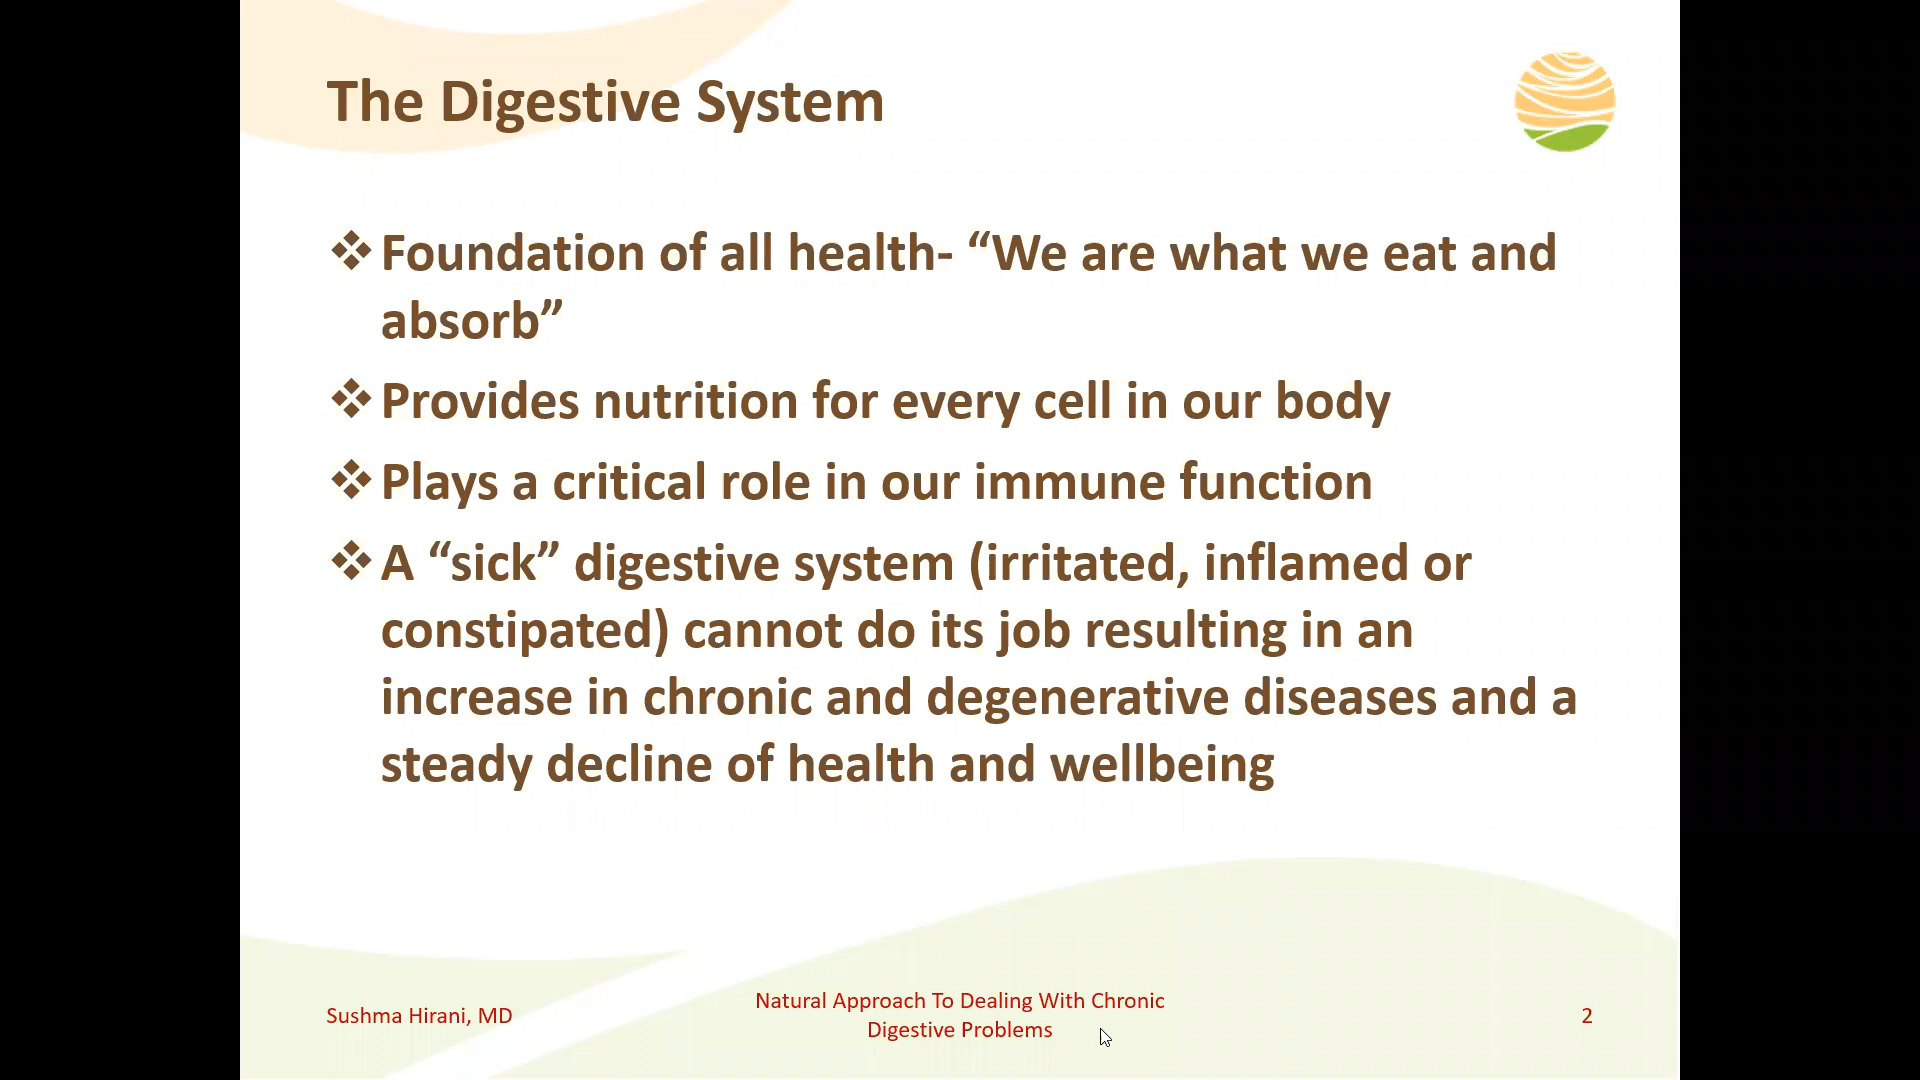 The Digestive System
❖Foundation of all health- “We are what we eat and
absorb”
❖Provides nutrition for every cell in our body
❖Plays a critical role in our immune function
❖A “sick” digestive system (irritated, inflamed or
constipated) cannot do its job resulting in an
increase in chronic and degenerative diseases and a
steady decline of health and wellbeing
Sushma Hirani, MD
Natural Approach To Dealing With Chronic
Digestive Problems
2